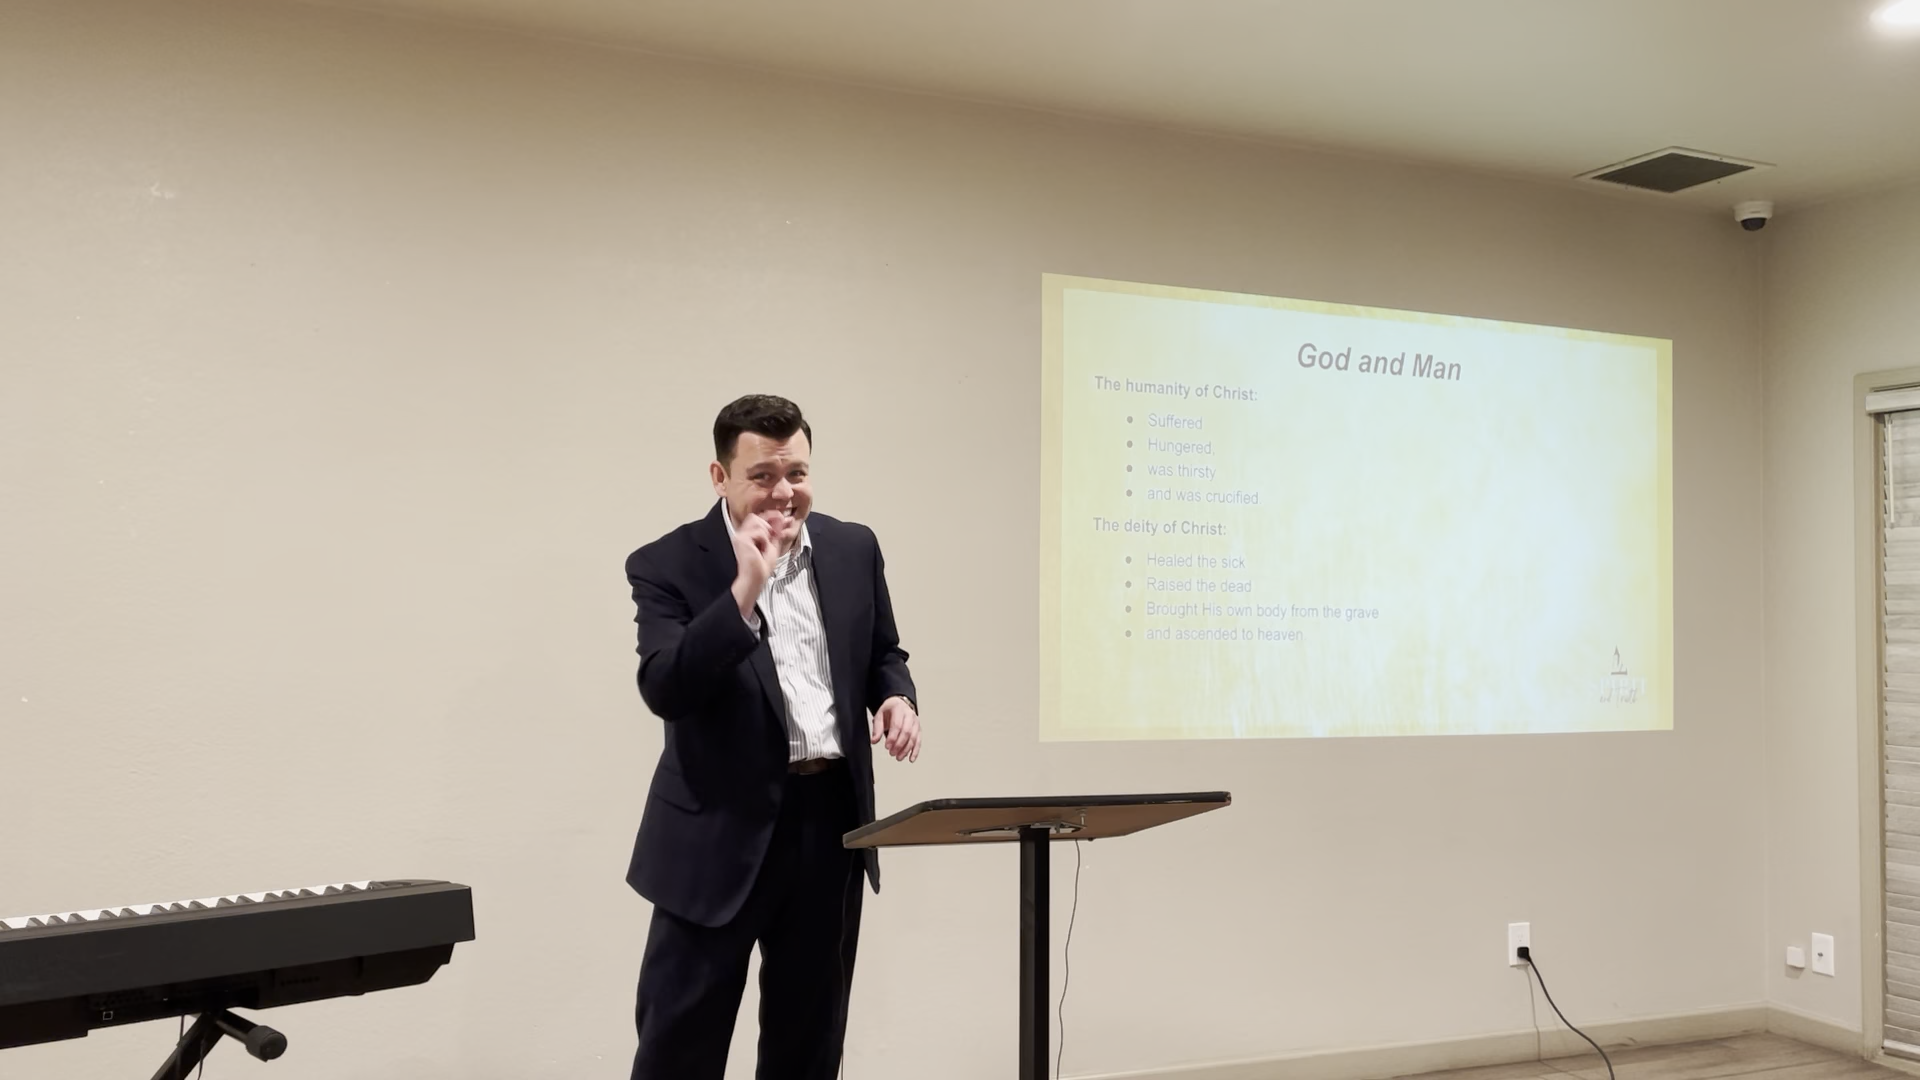 God and Man
The humanity of Christ:
Suffered
Hungered,
was thirsty
and was crucified.
The deity of Christ:
Healed the sick
Raised the dead
Brought His own body from the grave
and ascended to heaven.